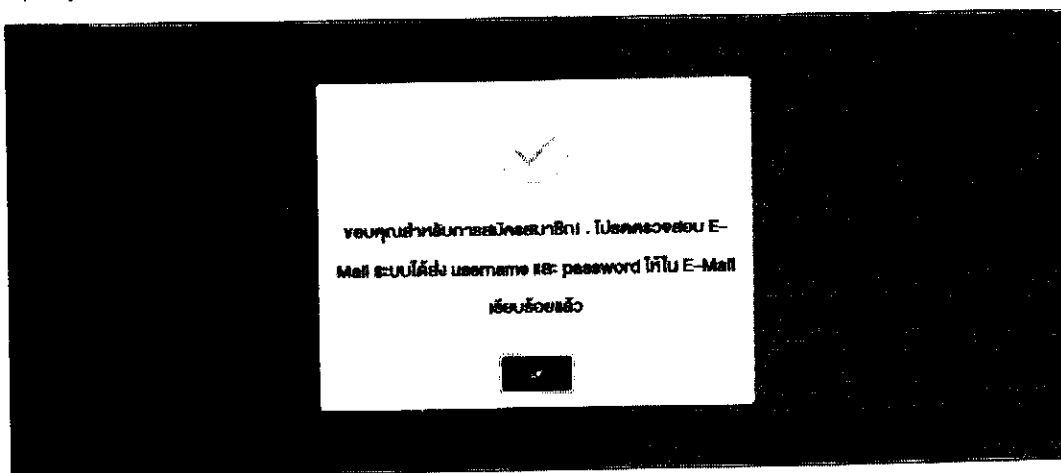 ขอบคุณสำหรับการสมัครสมาชิก! . โปรดตรวจสอบ E-
Mail ระบบได้ส่ง username และ password ให้ใน E-Mail
เรียบร้อยแล้ว